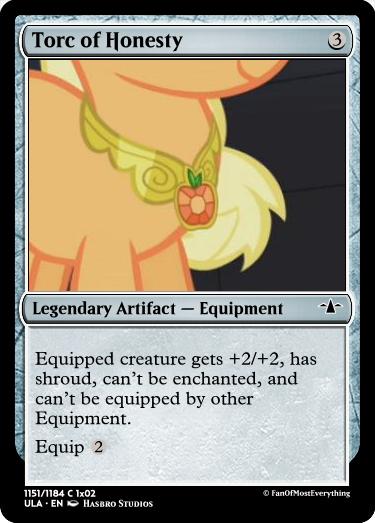 Torc of Honesty 3
Legendary Artifact — Equipment
Equipped creature gets +2/+2, has
shroud, can't be enchanted, and
can't be equipped by other
Equipment.
Equip 2
1151/1184 C 1x02
ULA • EN Hasbro Studios
© FanOfMostEverything